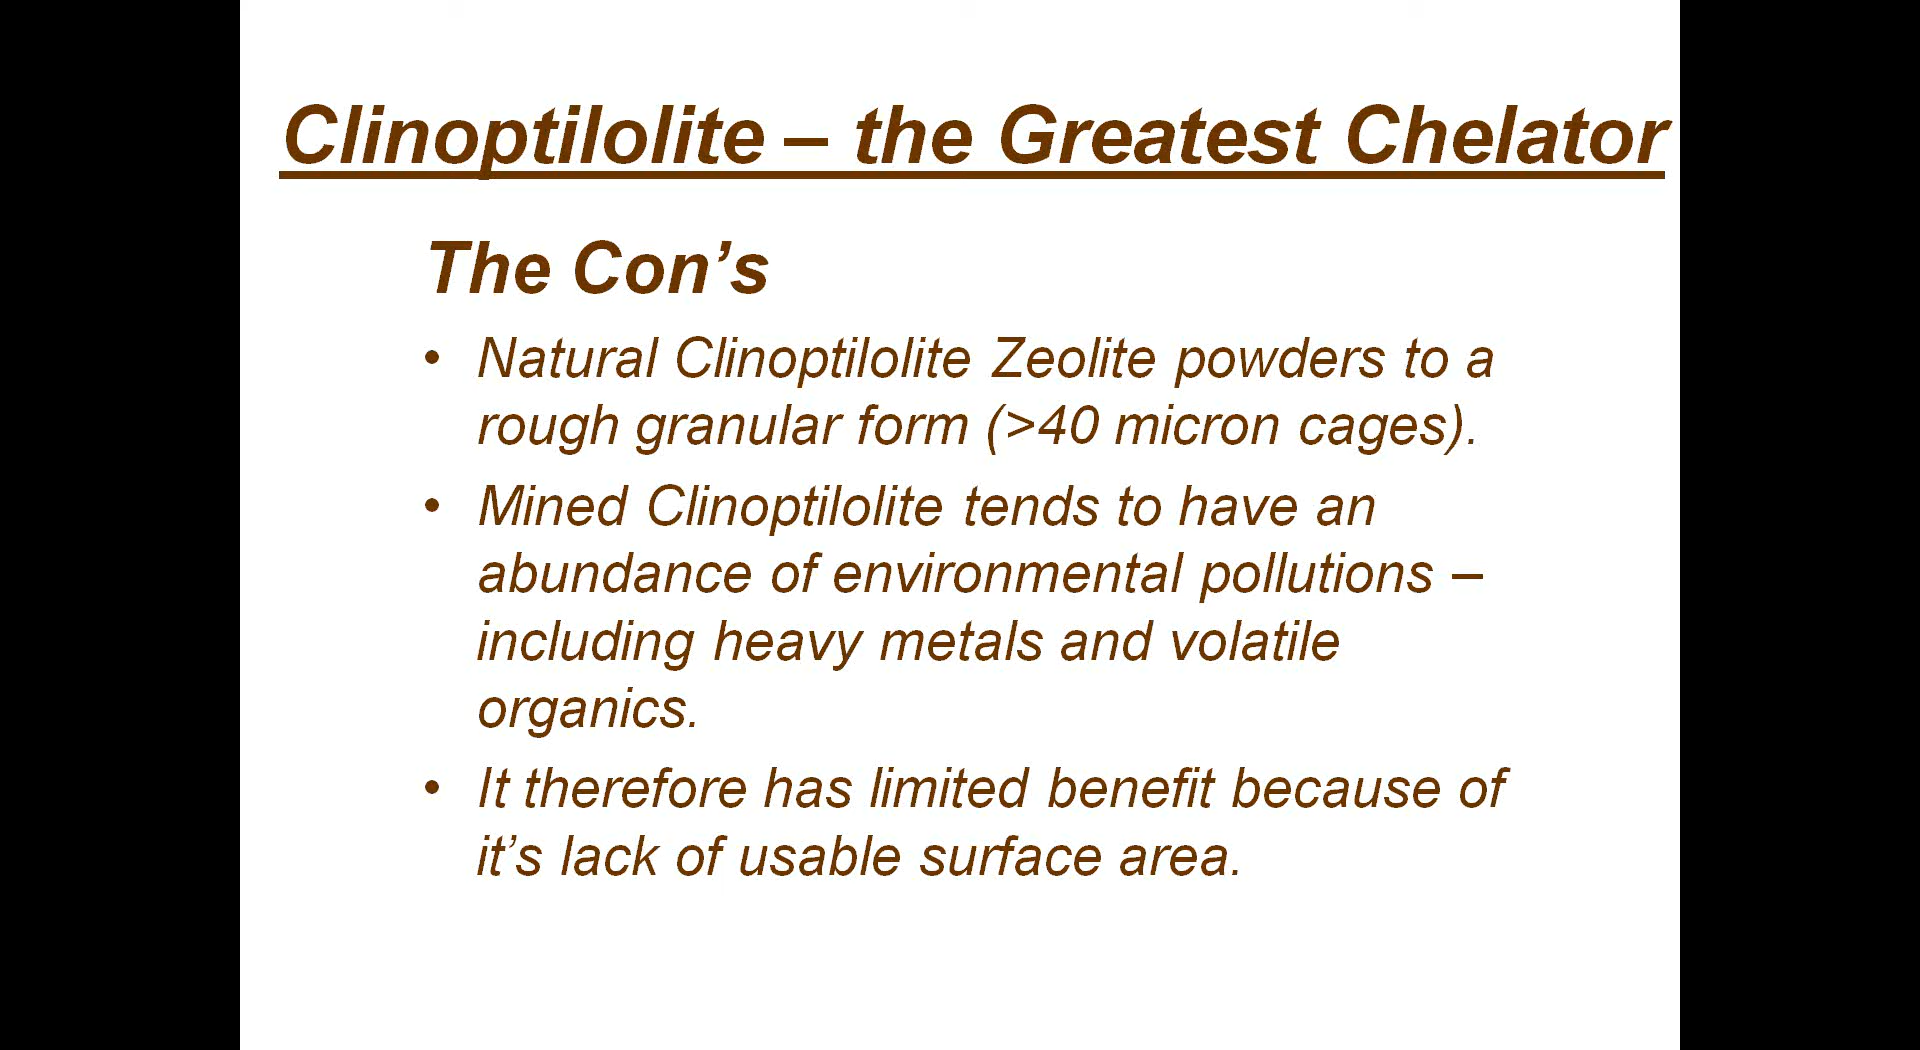 Clinoptilolite – the Greatest Chelator
The Con’s
• Natural Clinoptilolite Zeolite powders to a
rough granular form (>40 micron cages).
• Mined Clinoptilolite tends to have an
abundance of environmental pollutions –
including heavy metals and volatile
organics.
• It therefore has limited benefit because of
it’s lack of usable surface area.